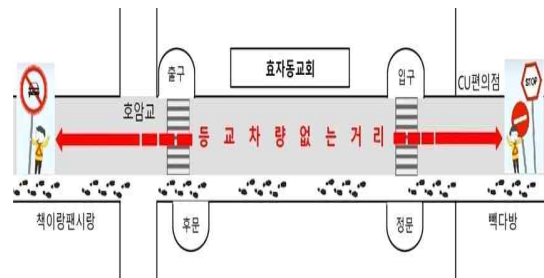 출구
효자동교회
입구
CU편의점
STOP
호암교
등 교 차 량 없 는 거 리
책이랑팬시랑
후문
정문
빽다방